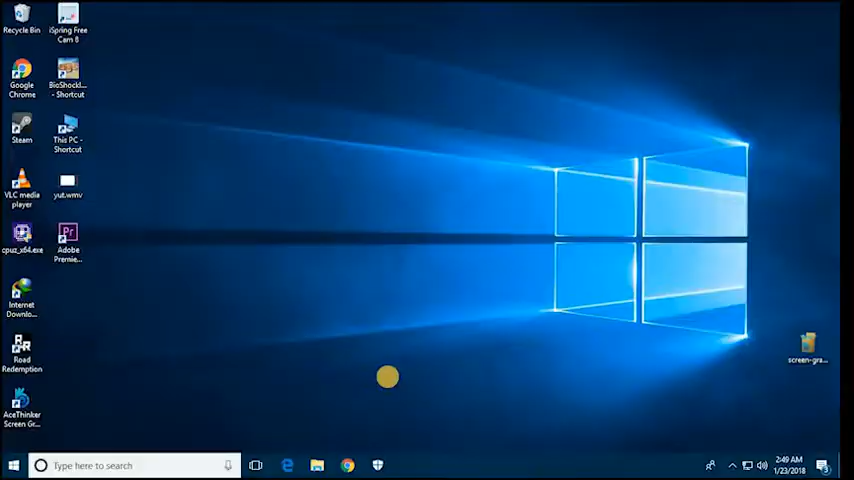 Recycle Bin
iSpring Free
Cam 8
Google
Chrome
BioShockI...
- Shortcut
Steam
This PC -
Shortcut
VLC media
player
yut.wmv
cpuz_x64.exe
Adobe
Premie...
Internet
Downlo...
Road
Redemption
AceThinker
Screen Gr...
screen-gra...
Type here to search
2:49 AM
1/23/2018
3